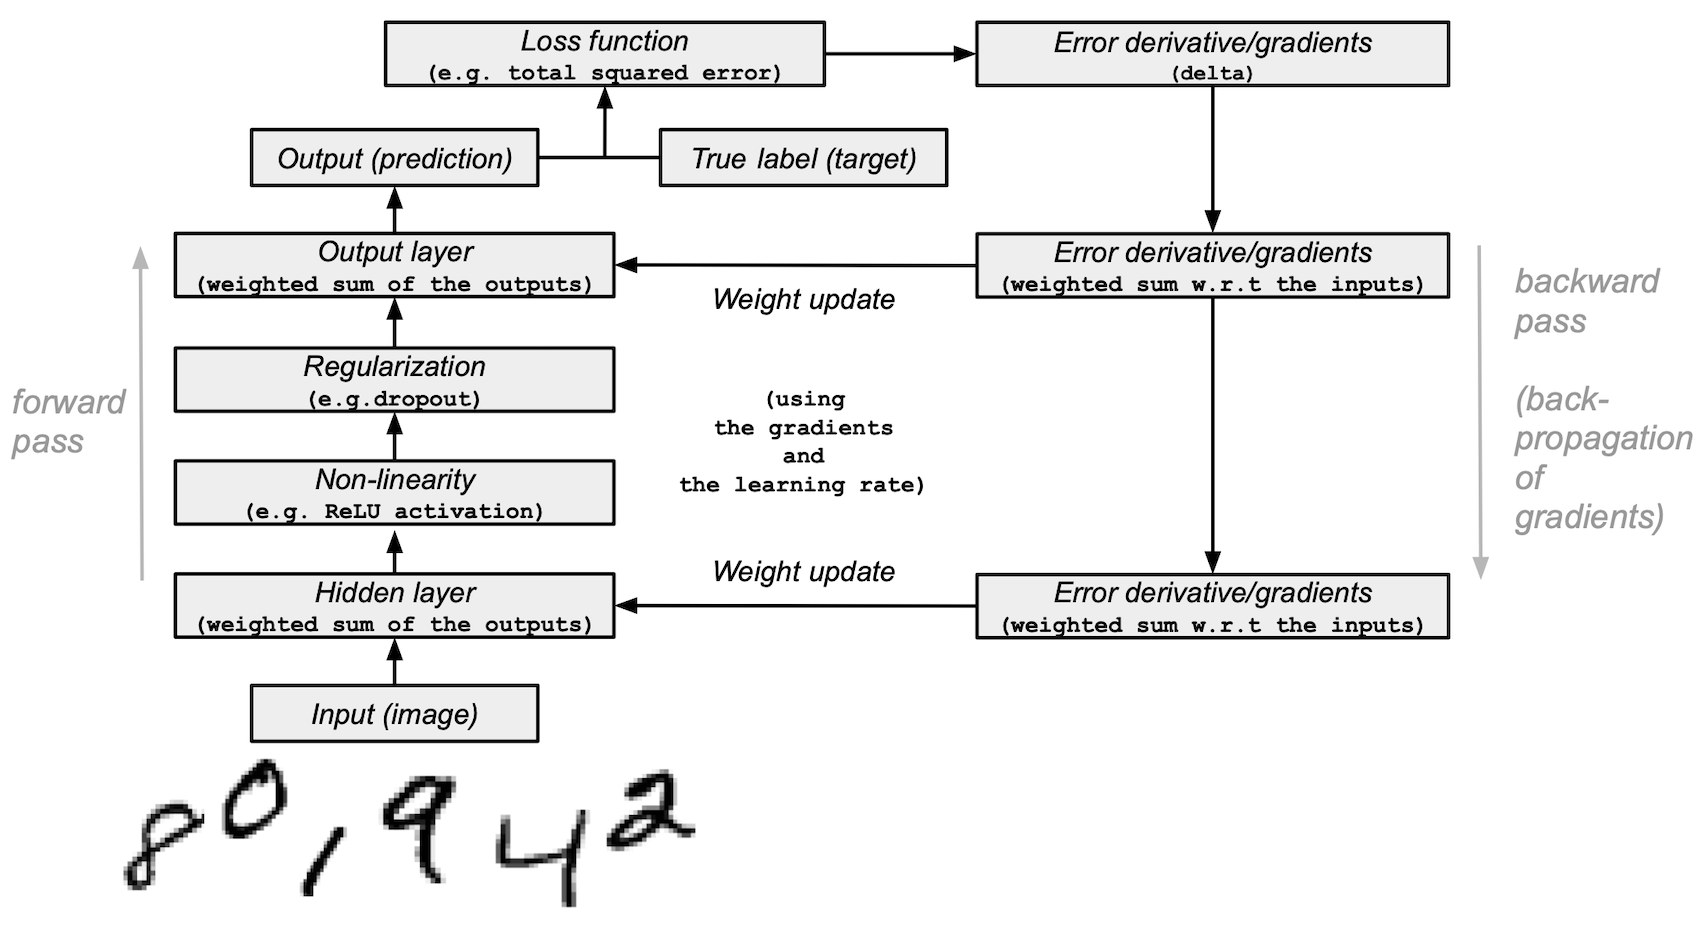 Loss function
(e.g. total squared error)
Error derivative/gradients
(delta)
Output (prediction)
True label (target)
Output layer
(weighted sum of the outputs)
Error derivative/gradients
(weighted sum w.r.t the inputs)
Weight update
backward
pass
Regularization
(e.g.dropout)
forward
pass
(using
the gradients
and
the learning rate)
(back-
propagation
of
gradients)
Non-linearity
(e.g. ReLU activation)
Weight update
Hidden layer
(weighted sum of the outputs)
Error derivative/gradients
(weighted sum w.r.t the inputs)
Input (image)
8 0 1 9 4 2